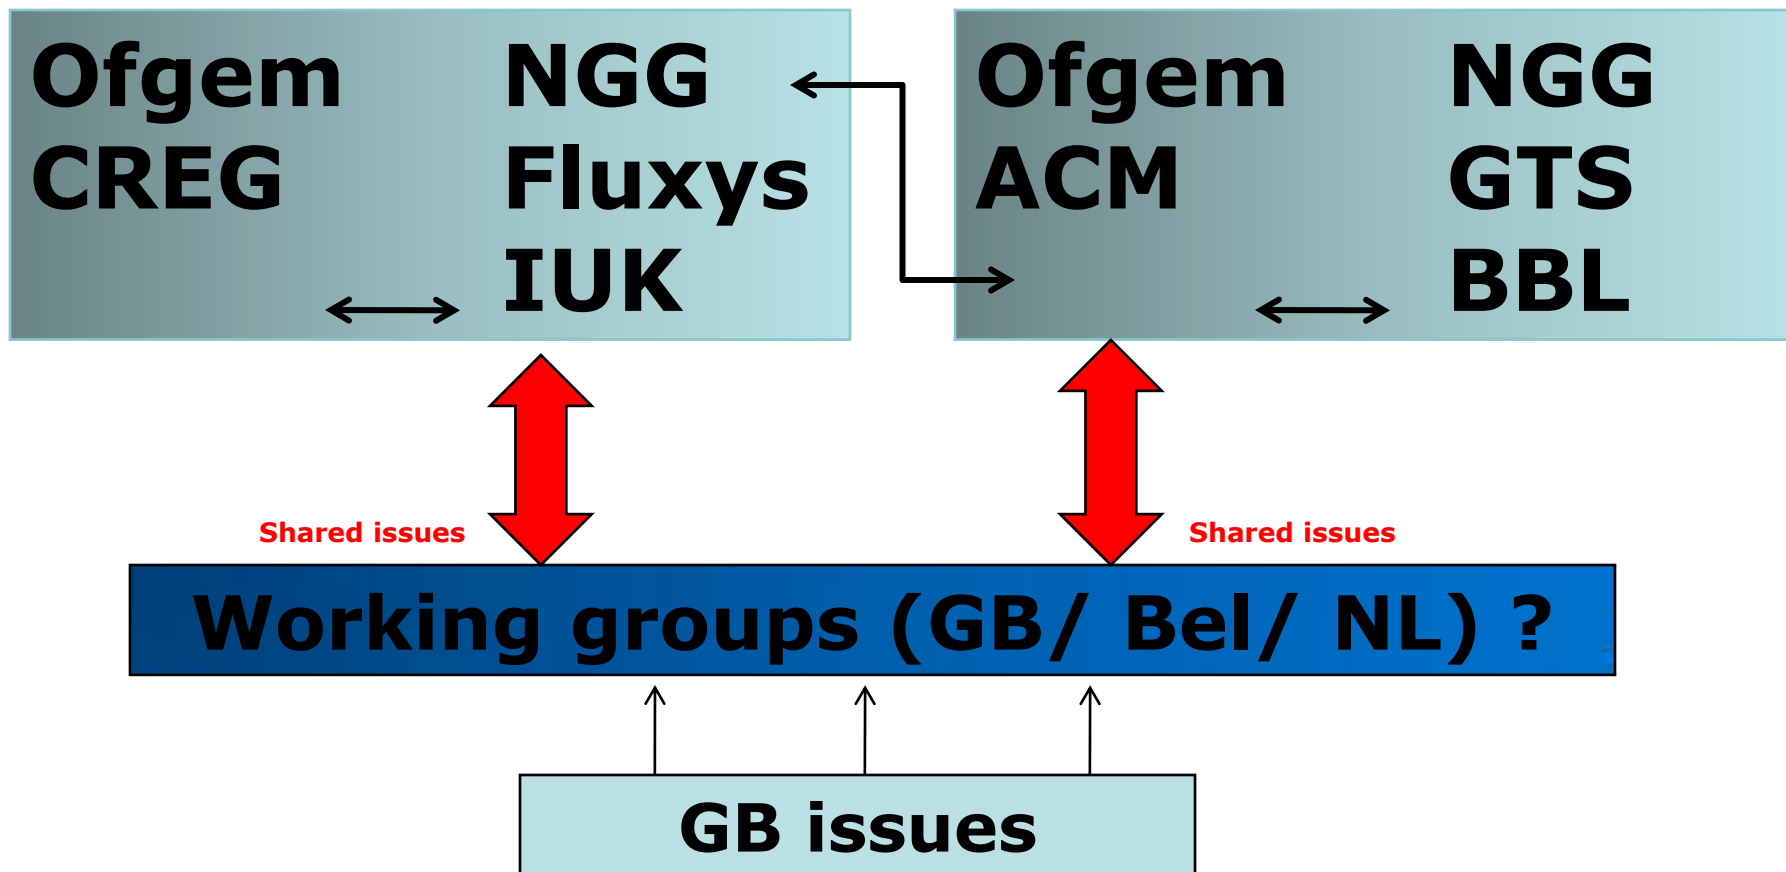 Ofgem NGG
CREG Fluxys
IUK
Ofgem NGG
ACM GTS
BBL
Shared issues
Shared issues
Working groups (GB/ Bel/ NL) ?
GB issues